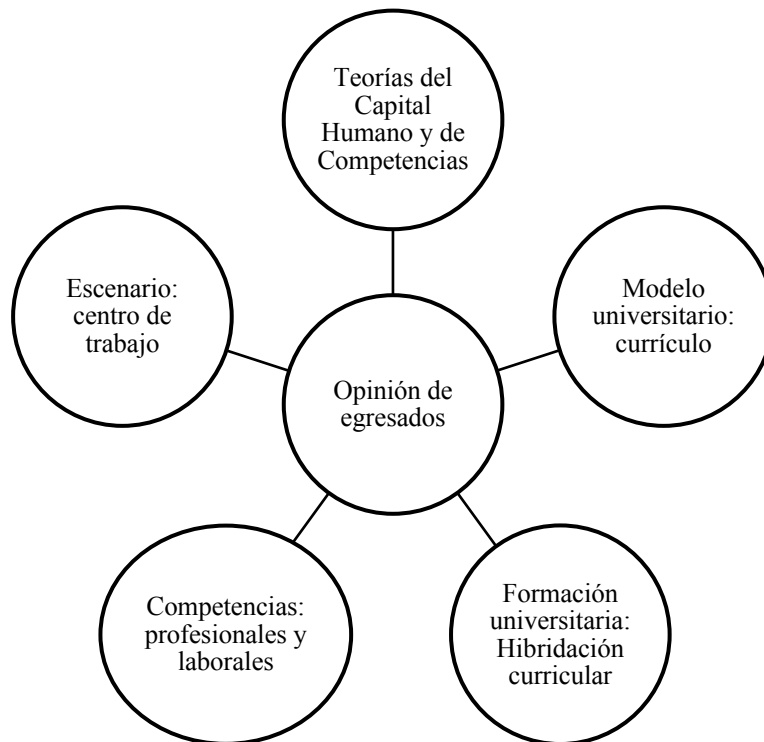 Teorías del
Capital
Humano y de
Competencias
Escenario:
centro de
trabajo
Modelo
universitario:
currículo
Opinión de
egresados
Competencias:
profesionales y
laborales
Formación
universitaria:
Hibridación
curricular